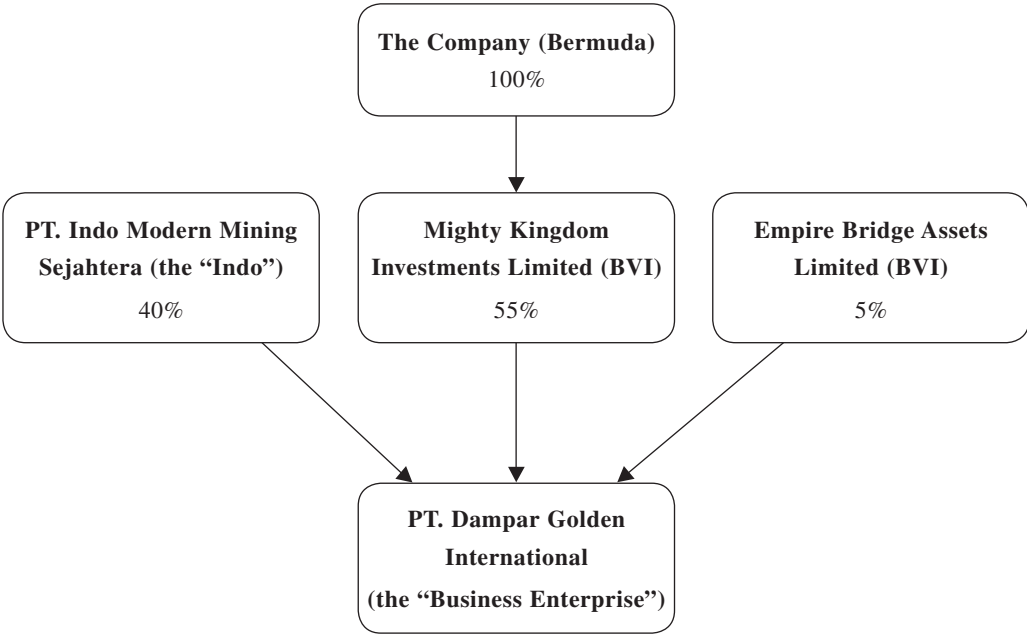 The Company (Bermuda)
100%
PT. Indo Modern Mining
Sejahtera (the “Indo”)
40%
Mighty Kingdom
Investments Limited (BVI)
55%
Empire Bridge Assets
Limited (BVI)
5%
PT. Dampar Golden
International
(the “Business Enterprise”)